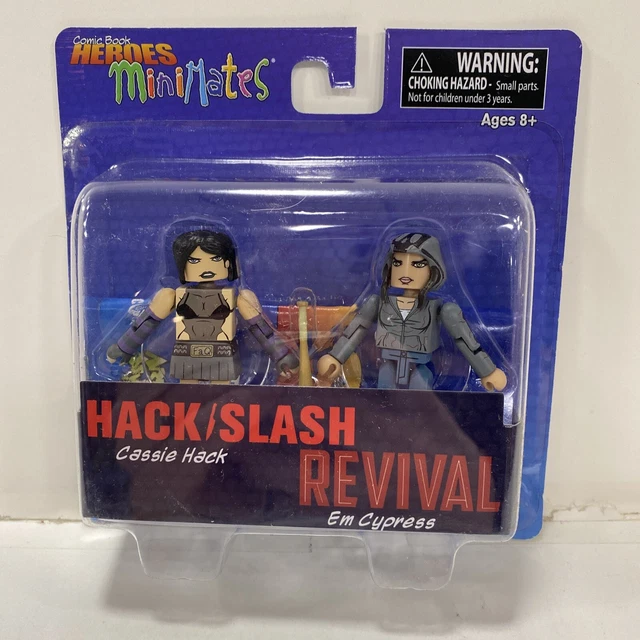 Comic Book
HEROES
MiniMates®
WARNING:
CHOKING HAZARD - Small parts.
Not for children under 3 years.
Ages 8+
HACK/SLASH
Cassie Hack
REVIVAL
Em Cypress